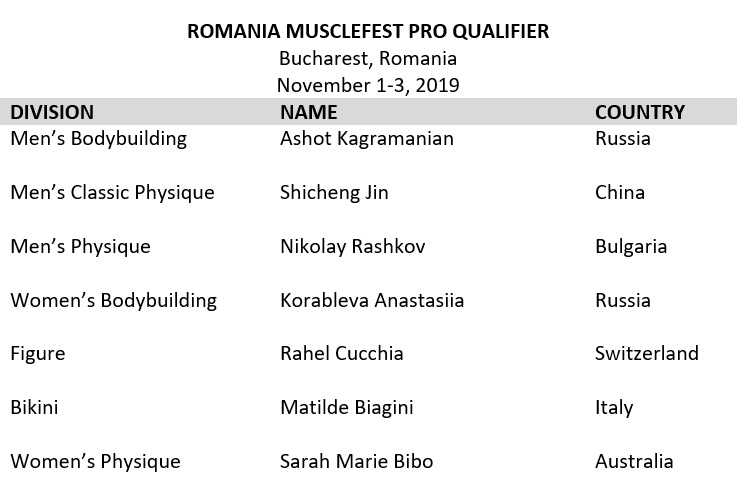 ROMANIA MUSCLEFEST PRO QUALIFIER
Bucharest, Romania
November 1-3, 2019
DIVISION NAME COUNTRY
Men’s Bodybuilding Ashot Kagramanian Russia
Men’s Classic Physique Shicheng Jin China
Men’s Physique Nikolay Rashkov Bulgaria
Women’s Bodybuilding Korableva Anastasiia Russia
Figure Rahel Cucchia Switzerland
Bikini Matilde Biagini Italy
Women’s Physique Sarah Marie Bibo Australia